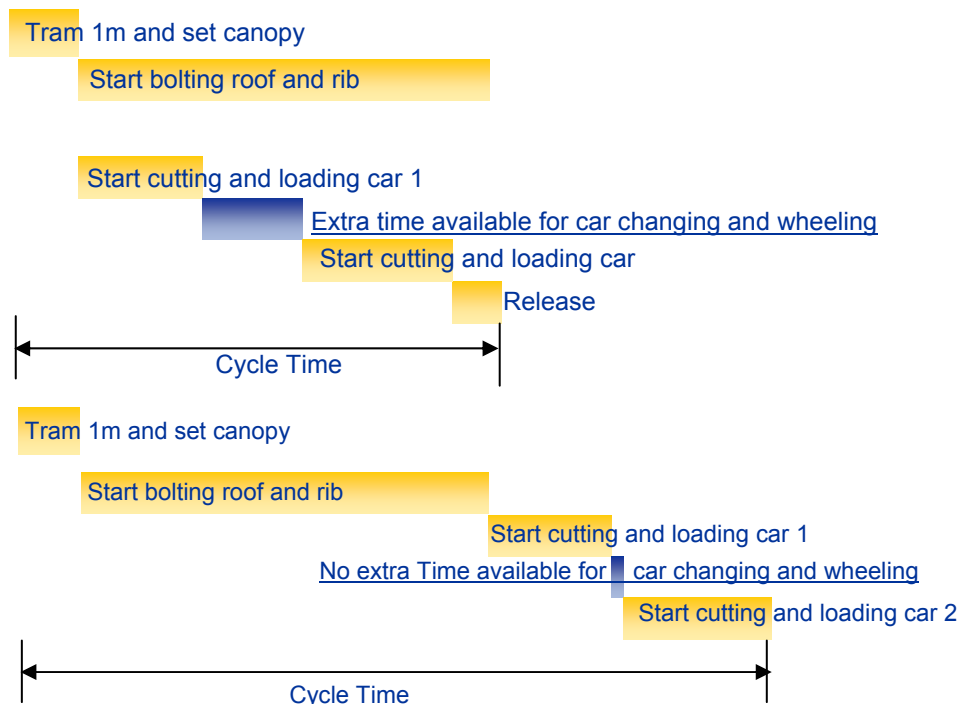 Tram 1m and set canopy
Start bolting roof and rib
Start cutting and loading car 1
Extra time available for car changing and wheeling
Start cutting and loading car
Release
Cycle Time
Tram 1m and set canopy
Start bolting roof and rib
Start cutting and loading car 1
No extra Time available for car changing and wheeling
Start cutting and loading car 2
Cycle Time